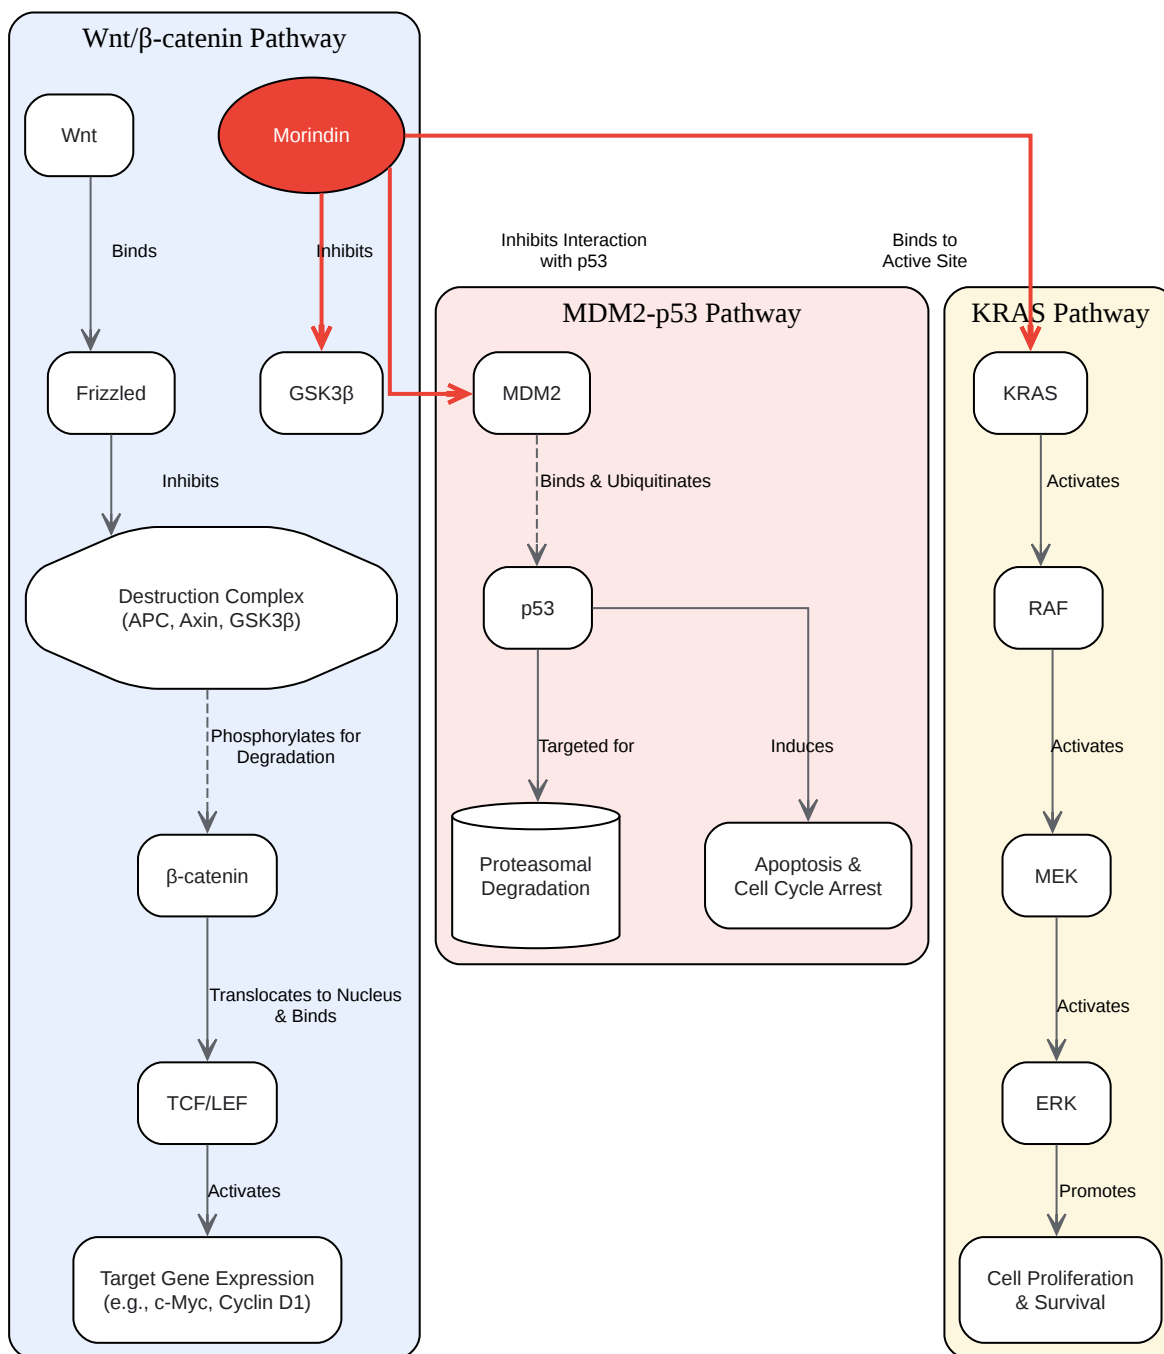 Wnt/β-catenin Pathway
Wnt
Morindin
Binds
Inhibits
Frizzled
GSK3β
Inhibits
Destruction Complex
(APC, Axin, GSK3β)
Phosphorylates for
Degradation
β-catenin
Translocates to Nucleus
& Binds
TCF/LEF
Activates
Target Gene Expression
(e.g., c-Myc, Cyclin D1)
Inhibits Interaction
with p53
MDM2-p53 Pathway
MDM2
Binds & Ubiquitinates
p53
Targeted for
Induces
Proteasomal
Degradation
Apoptosis &
Cell Cycle Arrest
Binds to
Active Site
KRAS Pathway
KRAS
Activates
RAF
Activates
MEK
Activates
ERK
Promotes
Cell Proliferation
& Survival